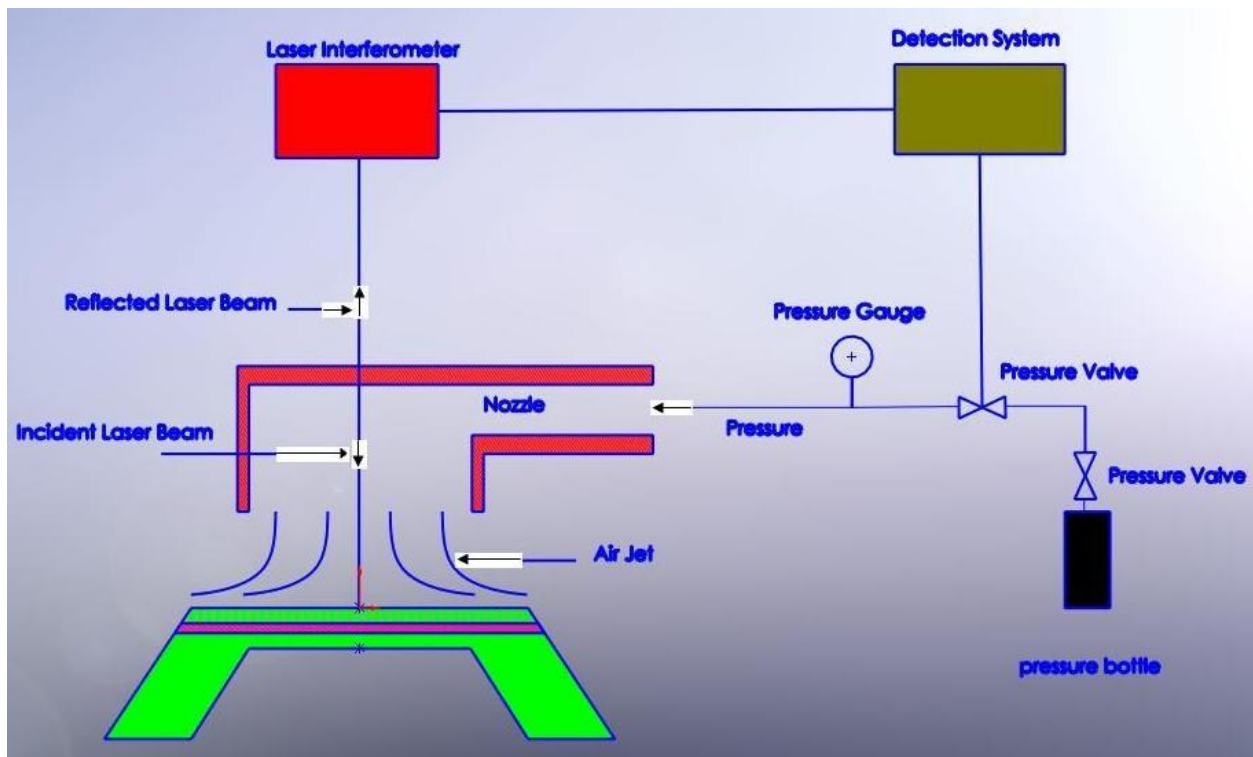 Laser Interferometer
Detection System
Reflected Laser Beam
Pressure Gauge
Pressure Valve
Nozzle
Incident Laser Beam
Pressure
Pressure Valve
Air Jet
pressure bottle